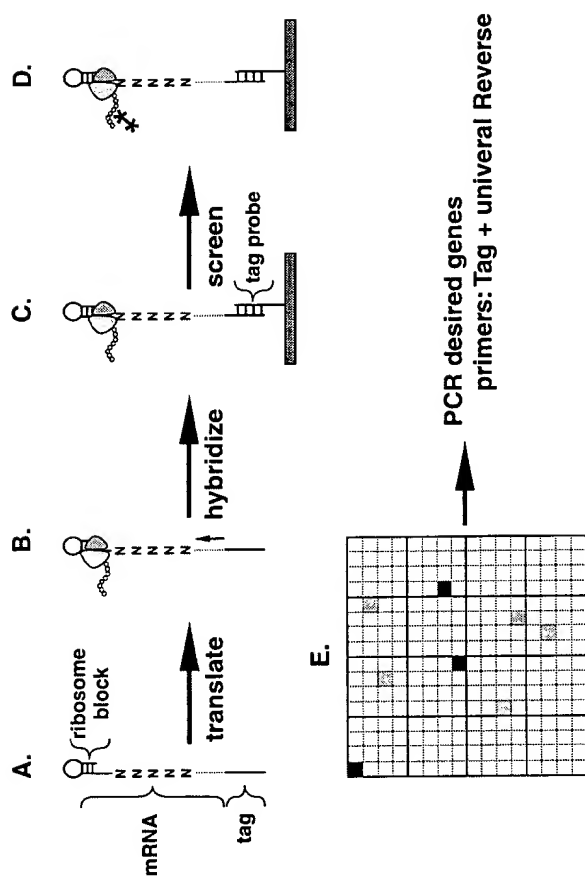 A.
ribosome
block
N
N
N
N
N
mRNA
tag
translate
B.
N
N
N
N
N
hybridize
C.
N
N
N
N
N
tag probe
screen
D.
N
N
N
N
N
E.
PCR desired genes
primers: Tag + univeral Reverse